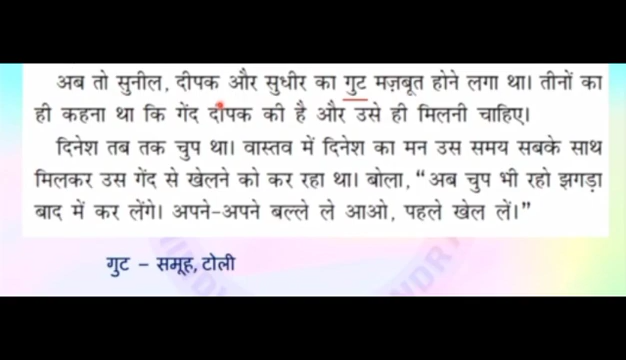 अब तो सुनील, दीपक और सुधीर का गुट मज़बूत होने लगा था। तीनों का
ही कहना था कि गेंद दीपक की है और उसे ही मिलनी चाहिए।
दिनेश तब तक चुप था। वास्तव में दिनेश का मन उस समय सबके साथ
मिलकर उस गेंद से खेलने को कर रहा था। बोला, “अब चुप भी रहो झगड़ा
बाद में कर लेंगे। अपने-अपने बल्ले ले आओ, पहले खेल लें।”
गुट – समूह, टोली